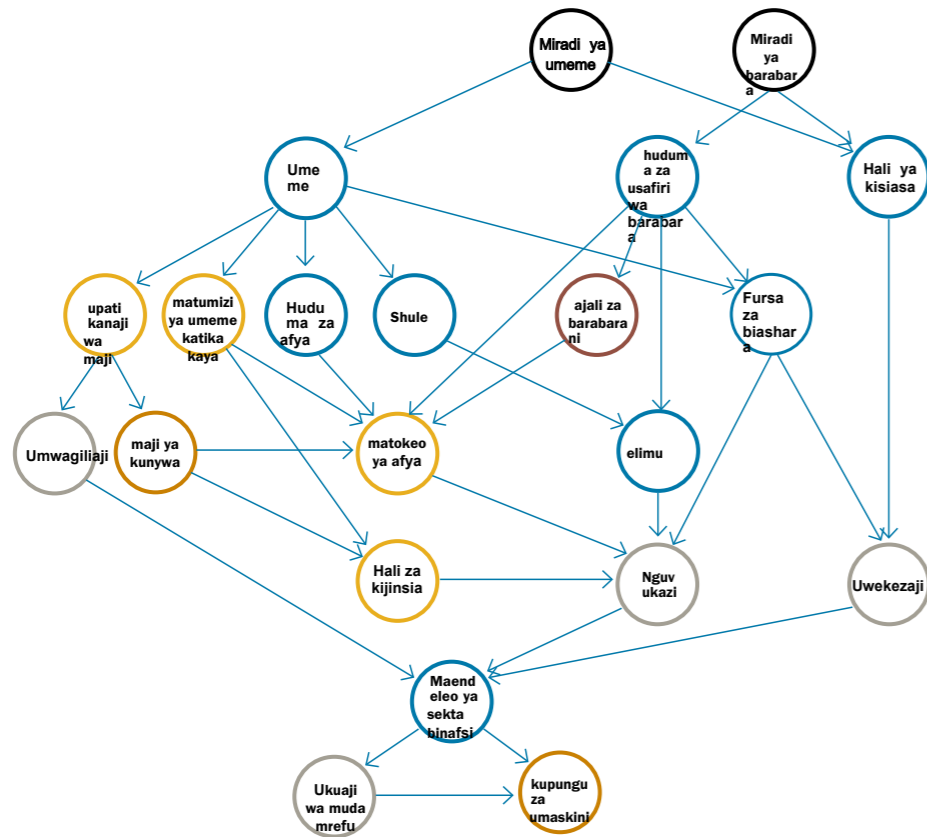 Miradi ya
umeme
Miradi
ya
barabar
a
Ume
me
hudum
a za
usafiri
wa
barabar
a
Hali ya
kisiasa
upati
kanaji
wa
maji
matumizi
ya umeme
katika
kaya
Hudu
ma za
afya
Shule
ajali za
barabara
ni
Fursa
za
biashar
a
Umwagiliaji
maji ya
kunywa
matokeo
ya afya
elimu
Hali za
kijinsia
Nguv
ukazi
Uwekezaji
Maend
eleo ya
sekta
binafsi
Ukuaji
wa muda
mrefu
kupungu
za
umaskini